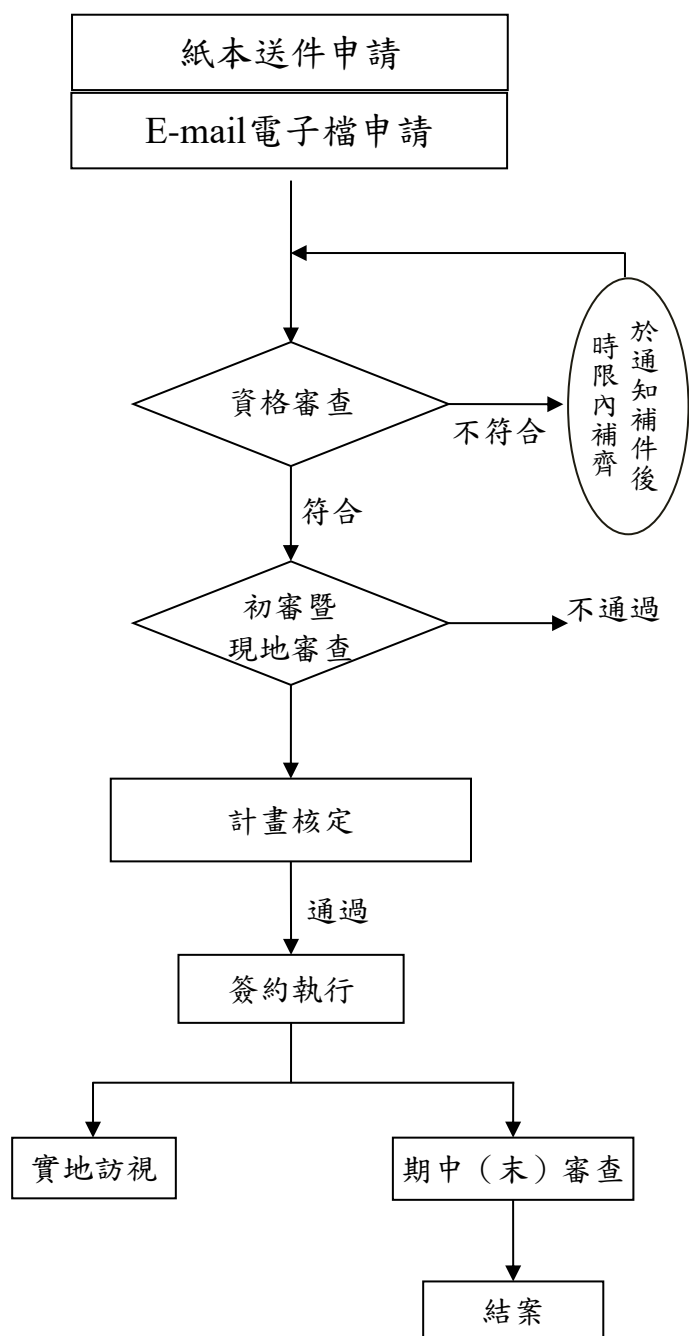 紙本送件申請
E-mail電子檔申請
資格審查
不符合
於通知補件後
時限內補齊
符合
初審暨
現地審查
不通過
計畫核定
通過
簽約執行
實地訪視
期中（末）審查
結案